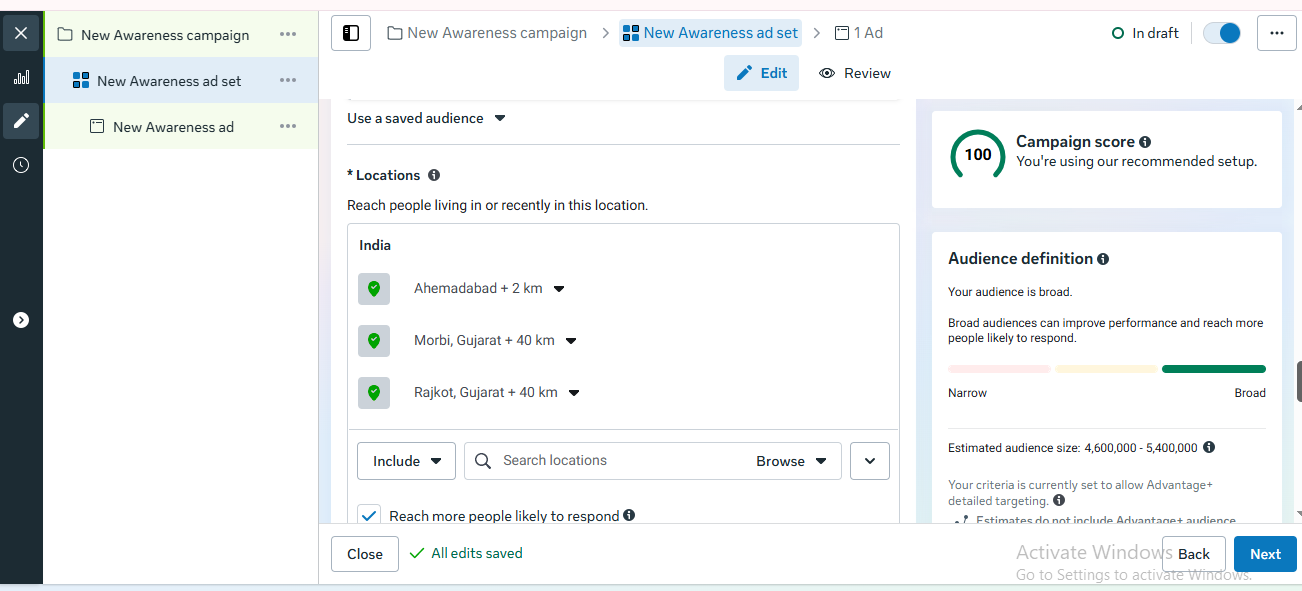 New Awareness campaign
New Awareness ad set
New Awareness ad
New Awareness campaign > New Awareness ad set > 1 Ad
In draft
Edit
Review
Use a saved audience
* Locations
Reach people living in or recently in this location.
India
Ahemadabad + 2 km
Morbi, Gujarat + 40 km
Rajkot, Gujarat + 40 km
Include
Search locations
Browse
Reach more people likely to respond
100
Campaign score
You're using our recommended setup.
Audience definition
Your audience is broad.
Broad audiences can improve performance and reach more
people likely to respond.
Narrow
Broad
Estimated audience size: 4,600,000 - 5,400,000
Your criteria is currently set to allow Advantage+
detailed targeting.
Estimates do not include Advantage+ audience
Close
All edits saved
Activate Windows
Go to Settings to activate Windows.
Back
Next